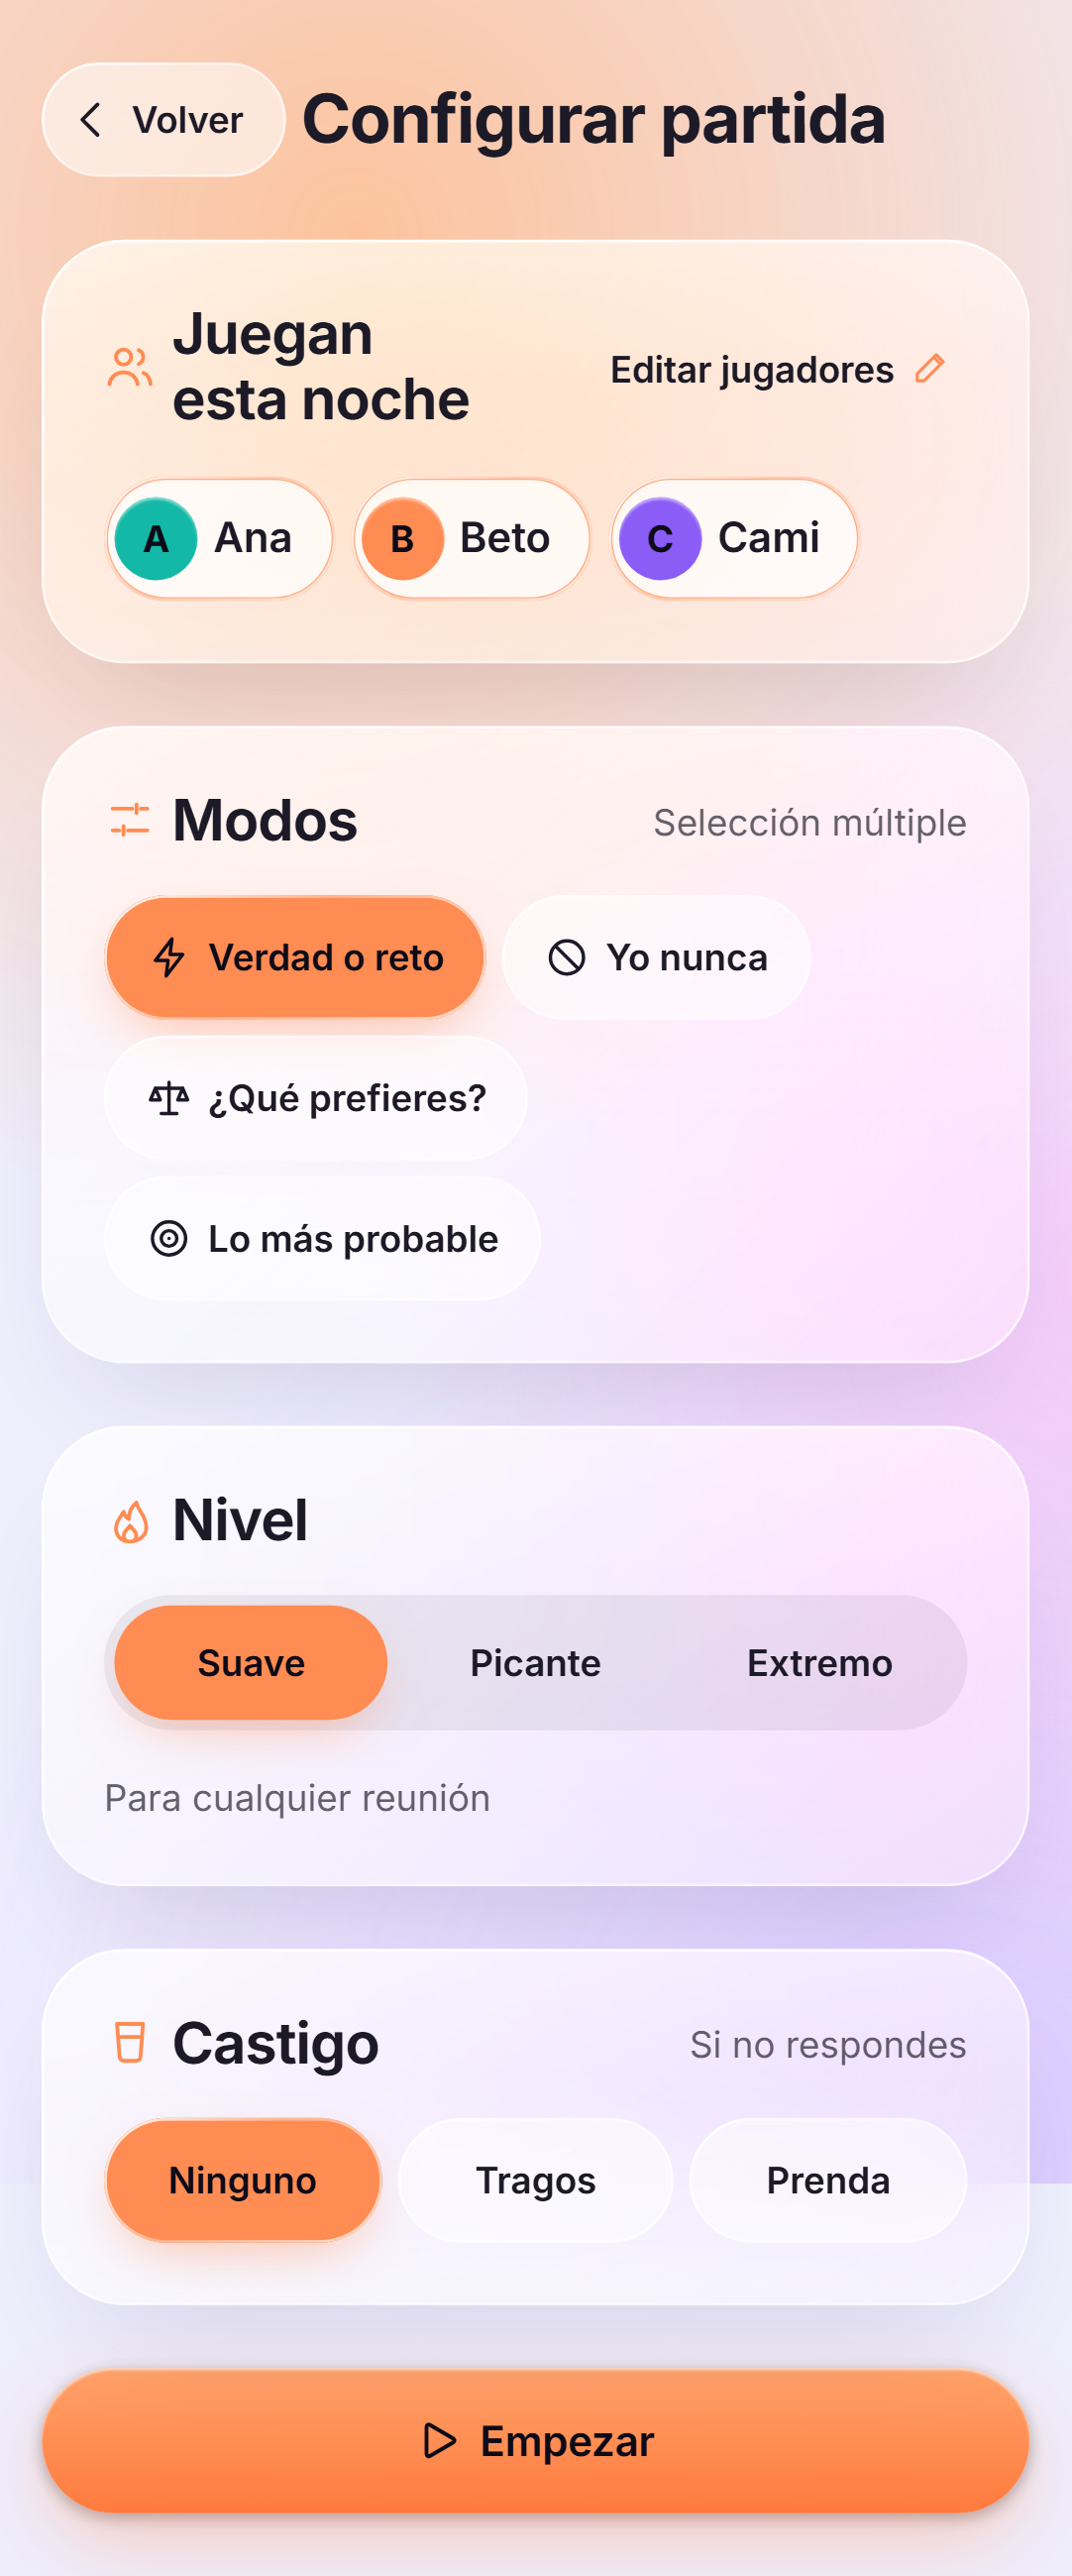 Volver
Configurar partida
Juegan
esta noche
Editar jugadores
A Ana
B Beto
C Cami
Modos
Selección múltiple
Verdad o reto
Yo nunca
¿Qué prefieres?
Lo más probable
Nivel
Suave
Picante
Extremo
Para cualquier reunión
Castigo
Si no respondes
Ninguno
Tragos
Prenda
Empezar